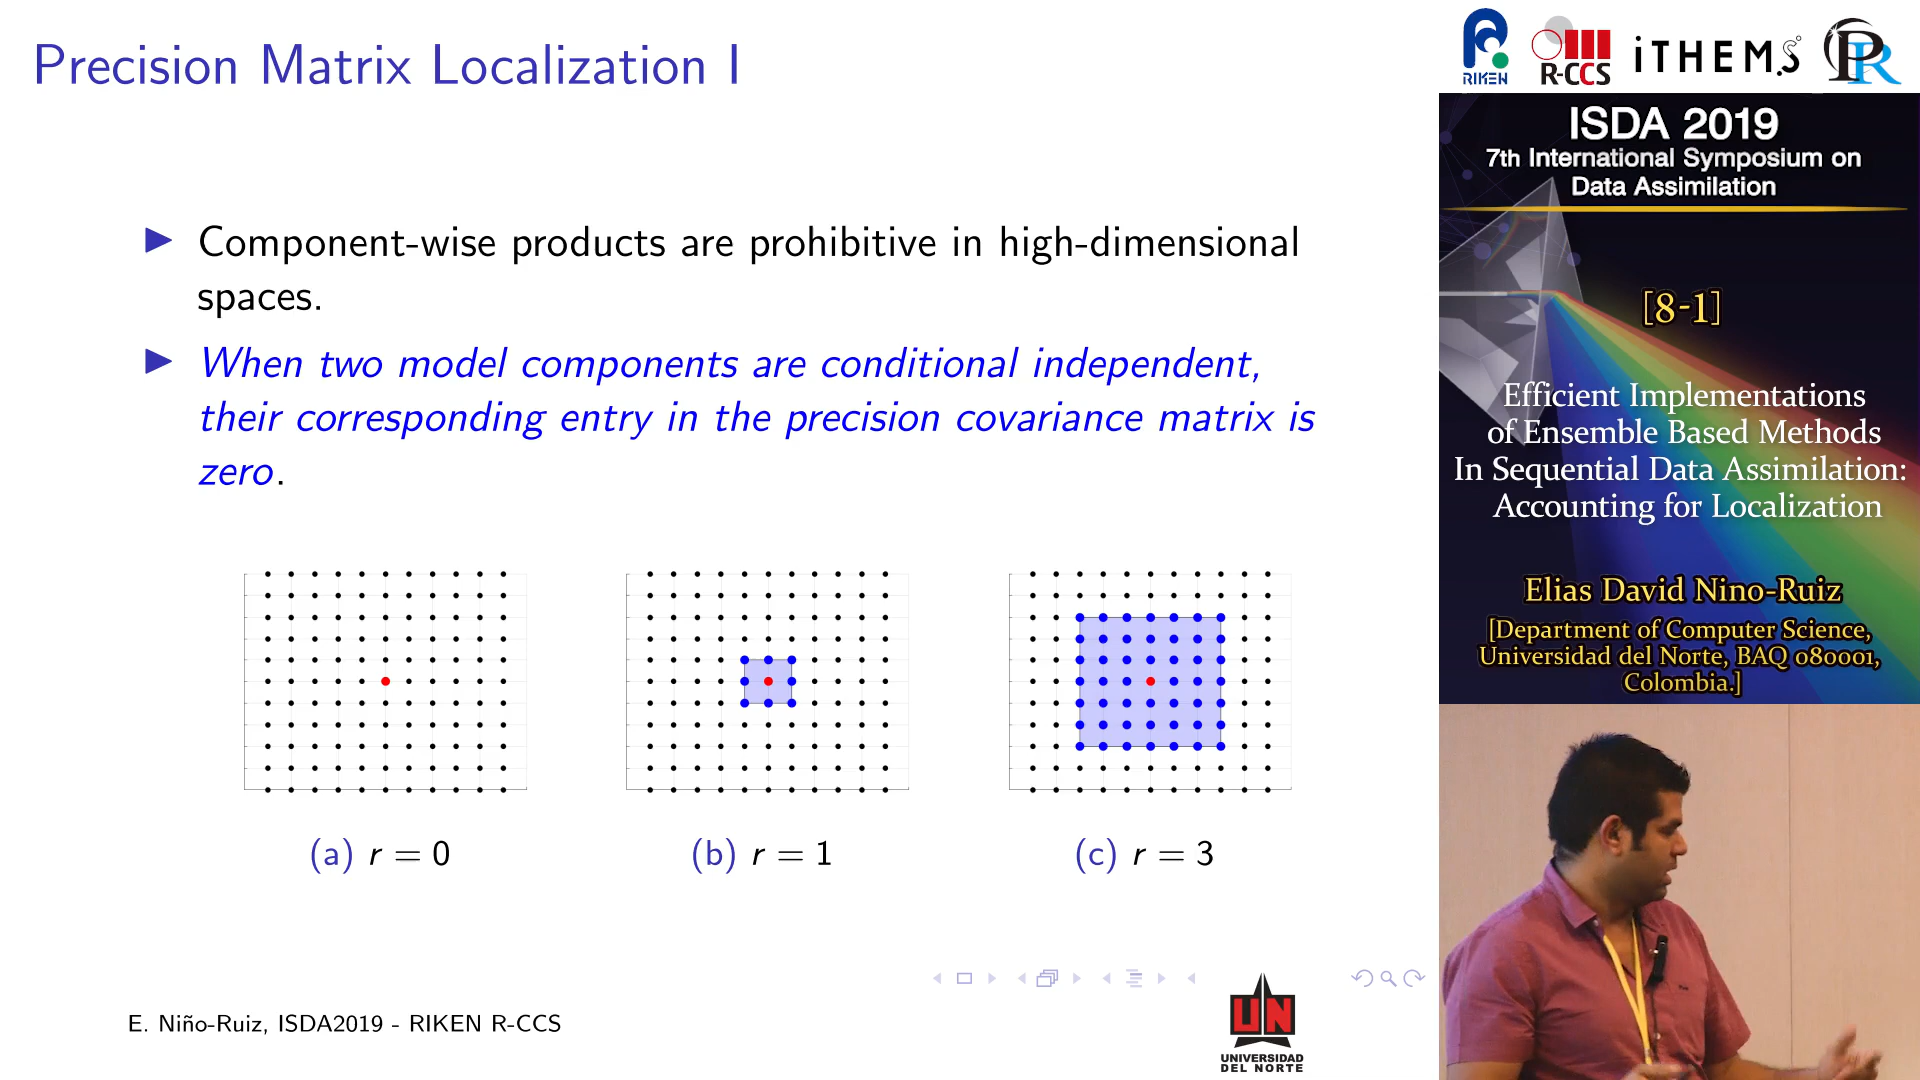 Precision Matrix Localization I
Component-wise products are prohibitive in high-dimensional
spaces.
When two model components are conditional independent,
their corresponding entry in the precision covariance matrix is
zero.
(a) r = 0
(b) r = 1
(c) r = 3
E. Niño-Ruiz, ISDA2019 - RIKEN R-CCS
UN
UNIVERSIDAD
DEL NORTE
RIKEN
R-CCS
iTHEMS
PR
ISDA 2019
7th International Symposium on
Data Assimilation
[8-1]
Efficient Implementations
of Ensemble Based Methods
In Sequential Data Assimilation:
Accounting for Localization
Elias David Nino-Ruiz
[Department of Computer Science,
Universidad del Norte, BAQ 080001,
Colombia.]